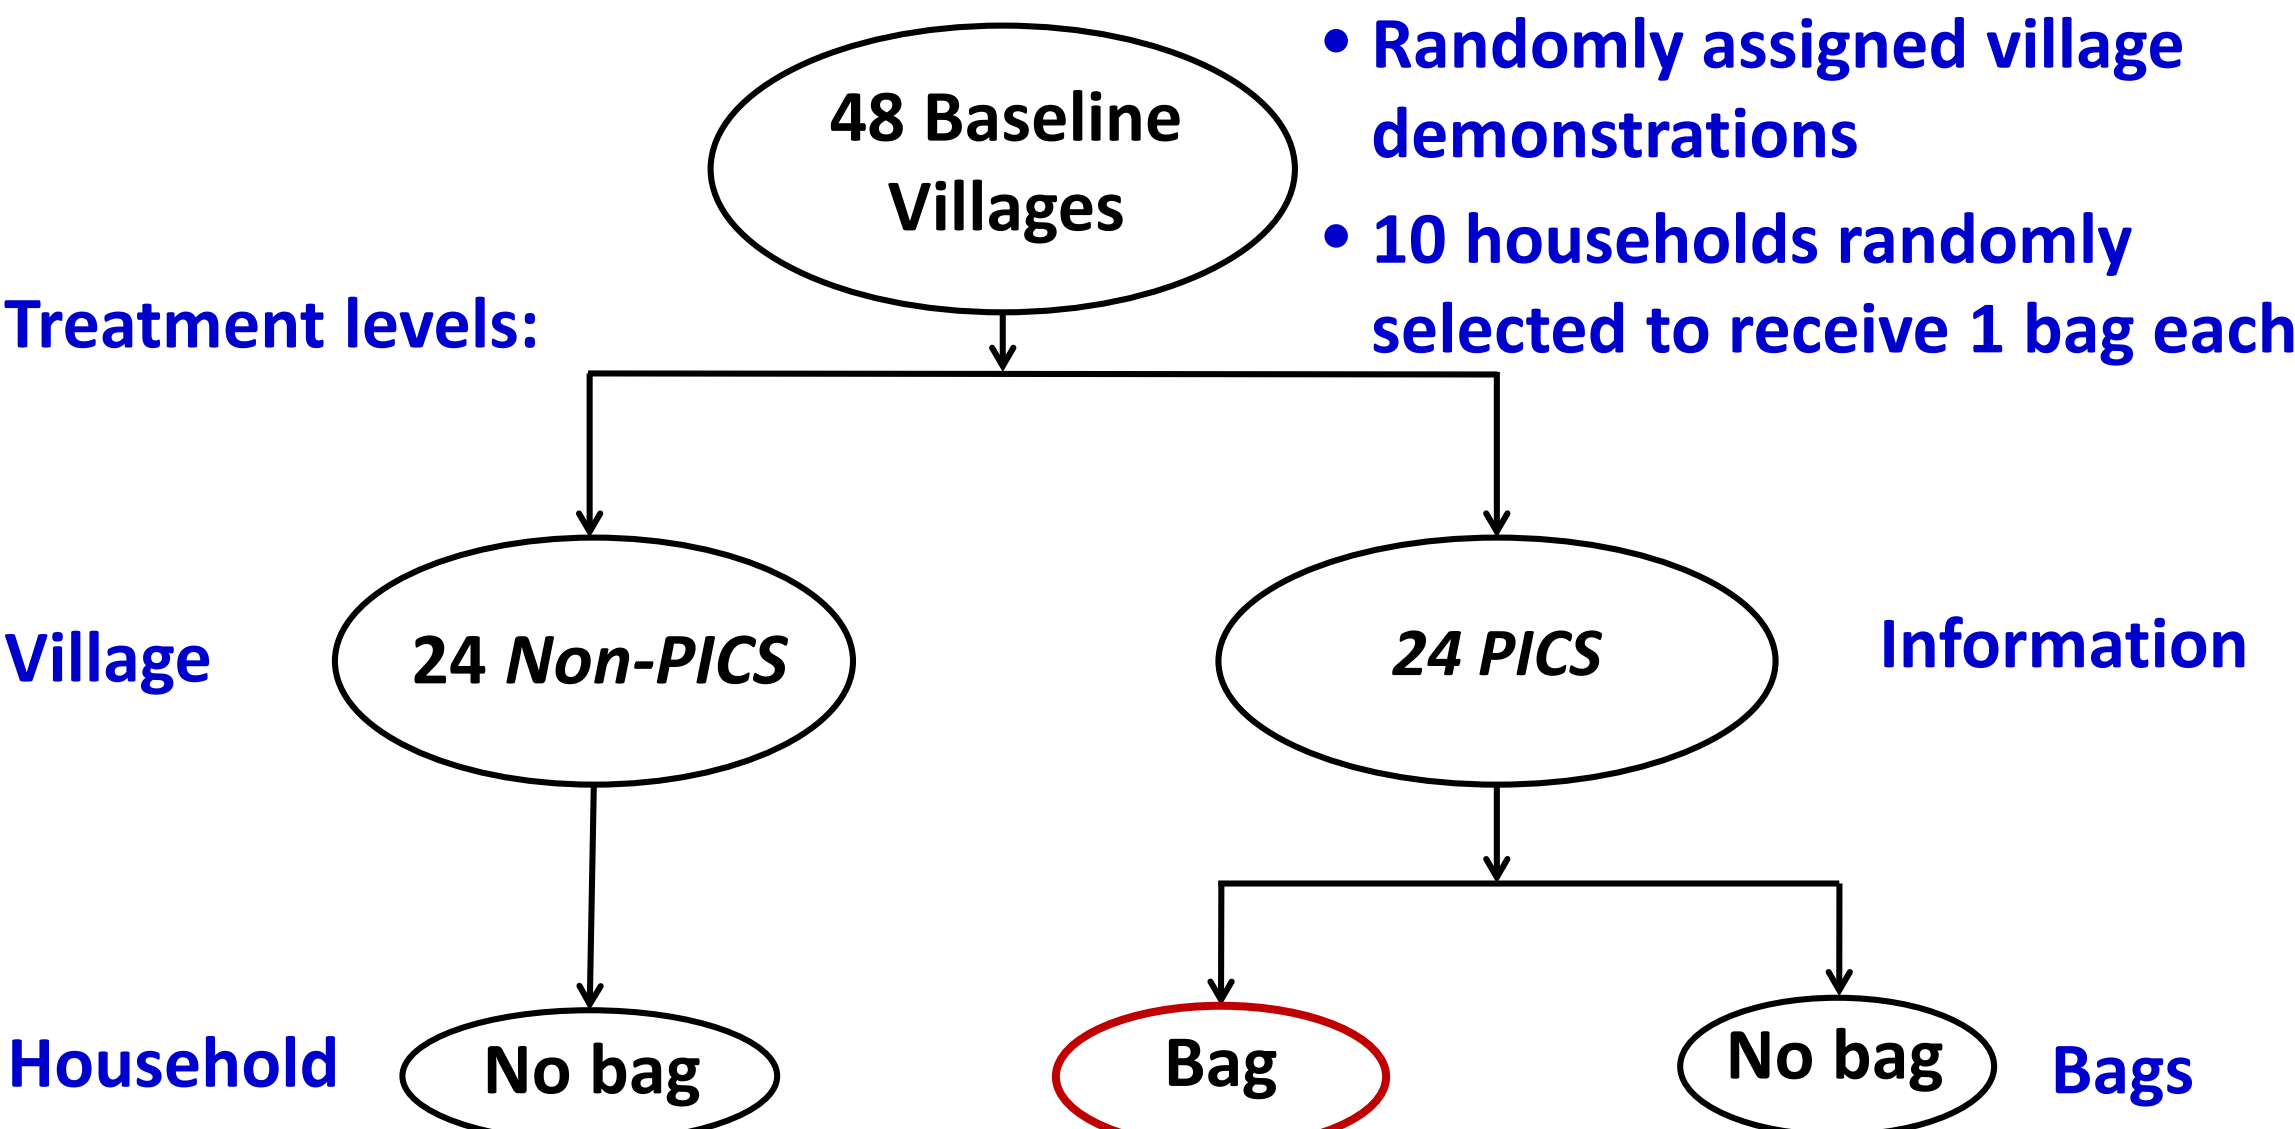 48 Baseline
Villages
• Randomly assigned village
demonstrations
• 10 households randomly
selected to receive 1 bag each
Treatment levels:
Village
24 Non-PICS
24 PICS
Information
Household
No bag
Bag
No bag
Bags